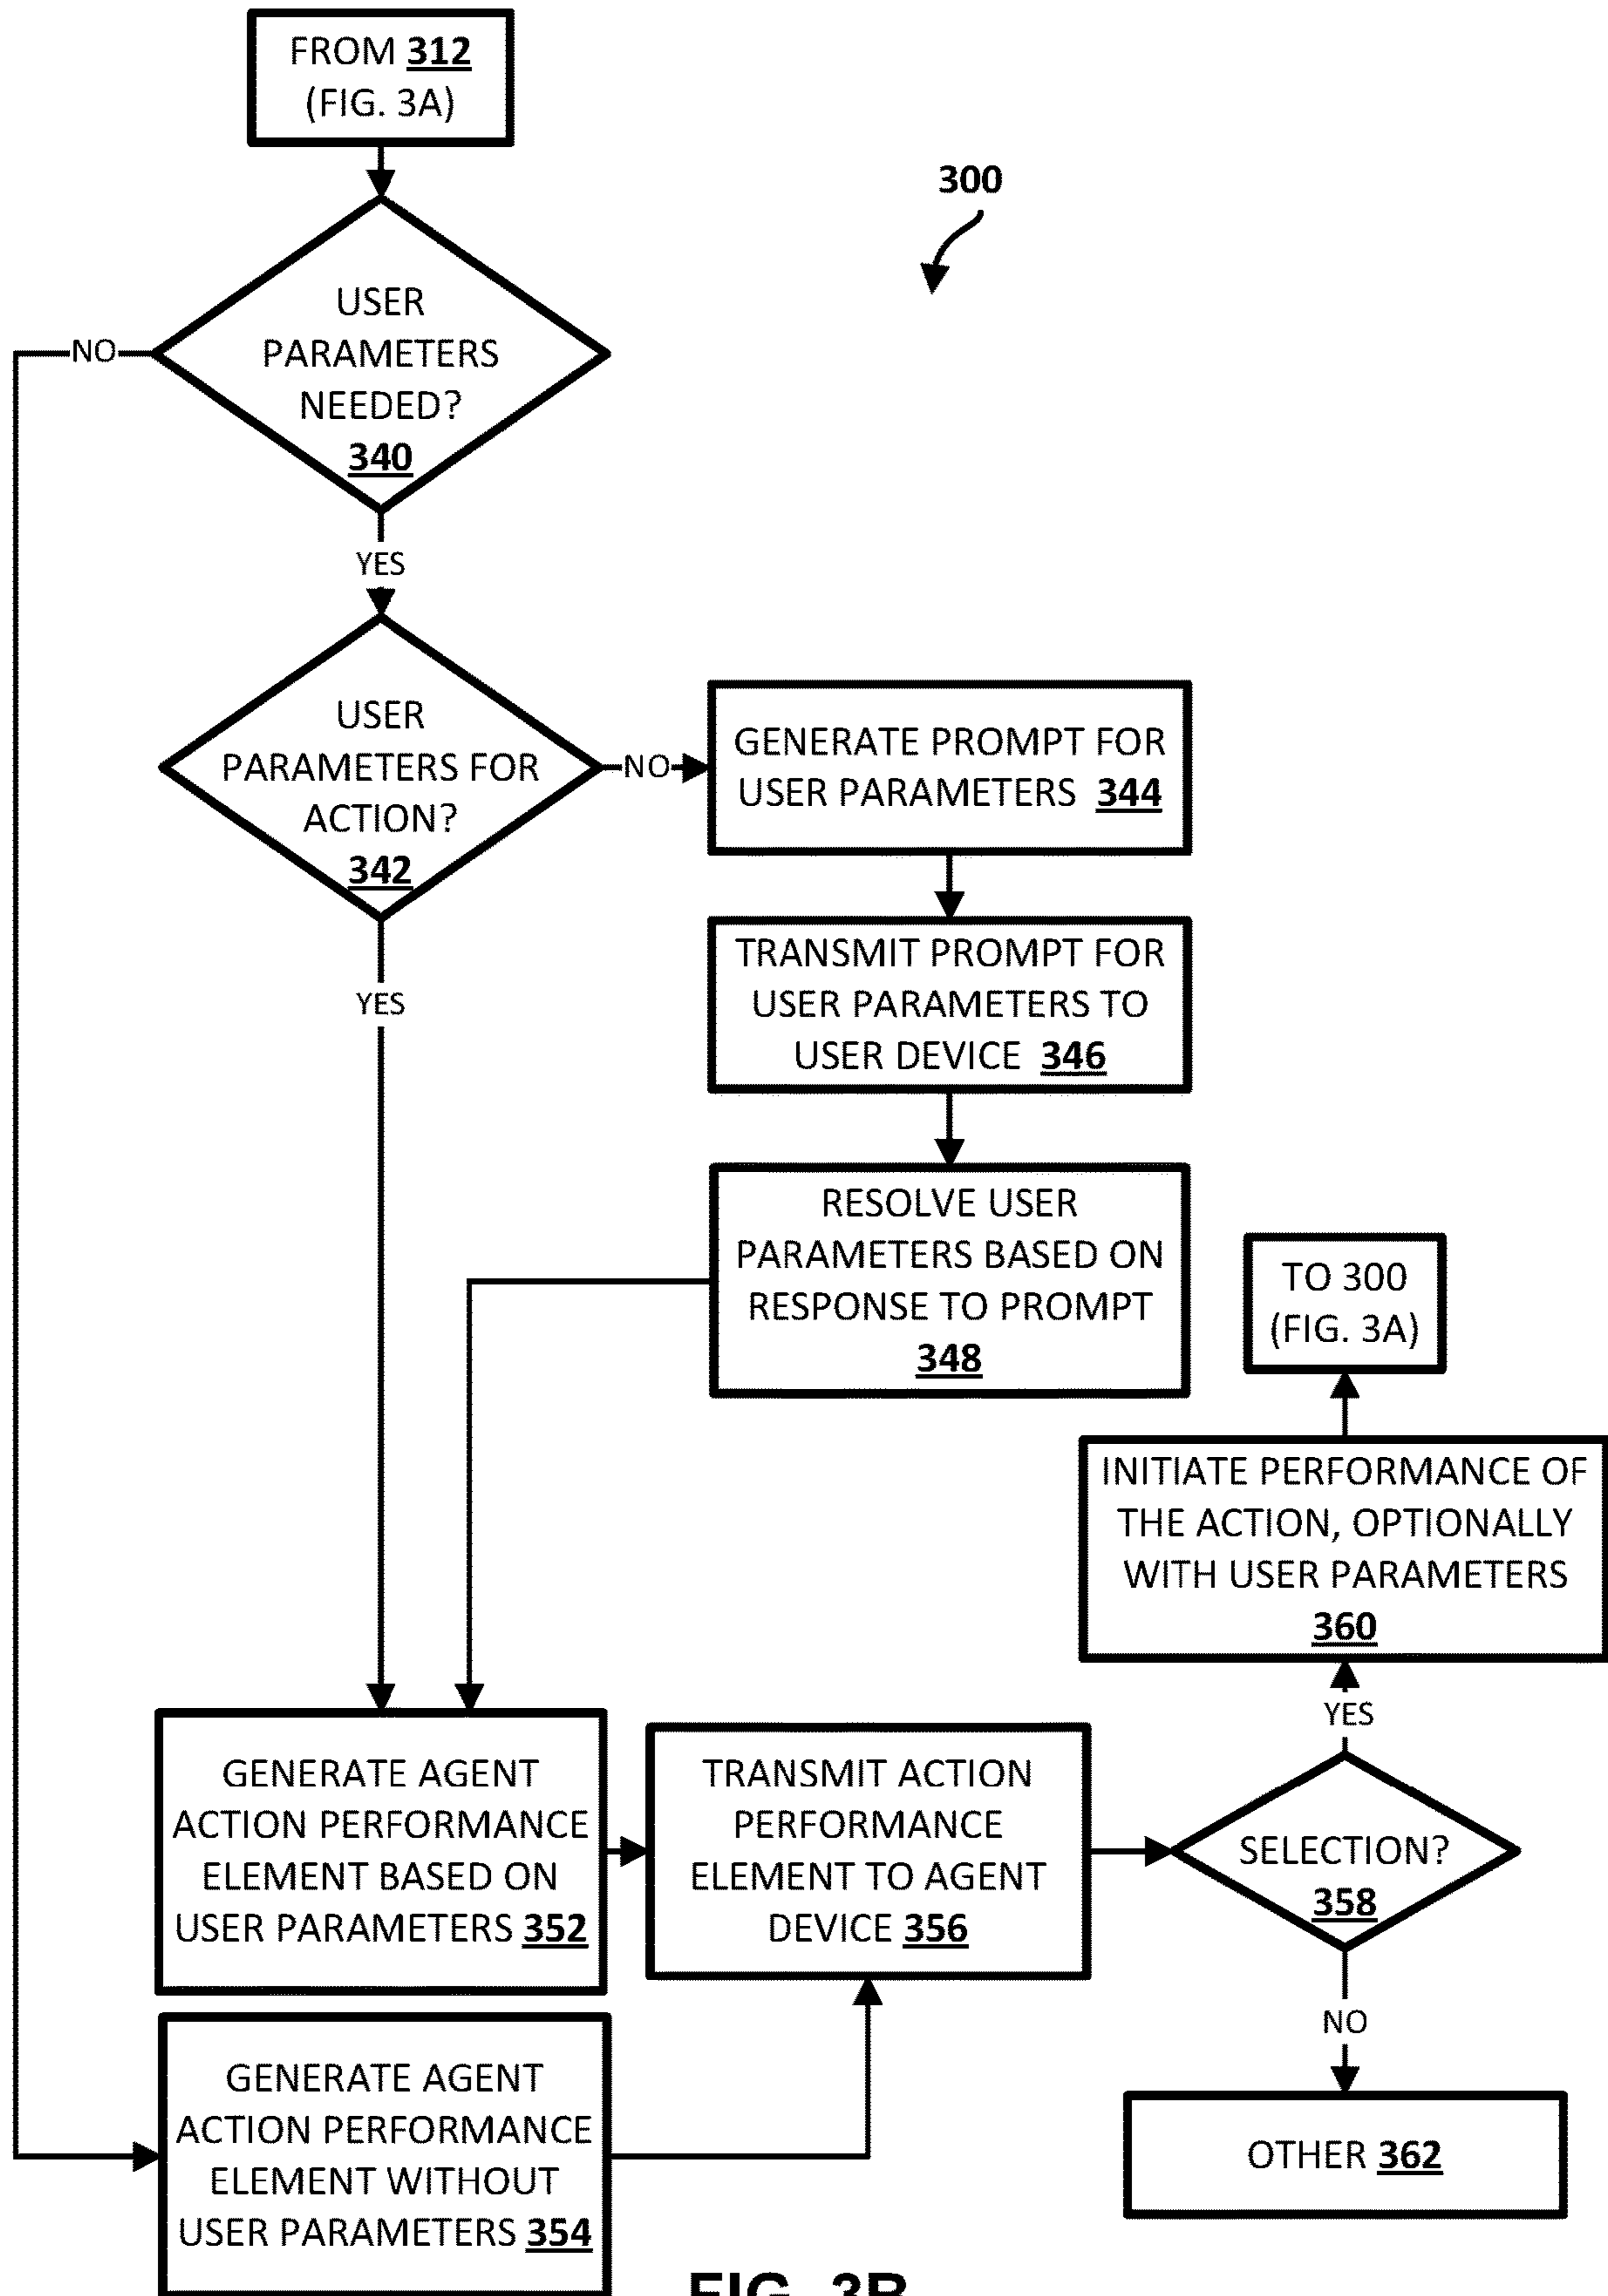 FROM 312
(FIG. 3A)
300
USER
PARAMETERS
NEEDED?
340
NO
YES
USER
PARAMETERS FOR
ACTION?
342
NO
YES
GENERATE PROMPT FOR
USER PARAMETERS 344
TRANSMIT PROMPT FOR
USER PARAMETERS TO
USER DEVICE 346
RESOLVE USER
PARAMETERS BASED ON
RESPONSE TO PROMPT
348
TO 300
(FIG. 3A)
INITIATE PERFORMANCE OF
THE ACTION, OPTIONALLY
WITH USER PARAMETERS
360
YES
GENERATE AGENT
ACTION PERFORMANCE
ELEMENT BASED ON
USER PARAMETERS 352
TRANSMIT ACTION
PERFORMANCE
ELEMENT TO AGENT
DEVICE 356
SELECTION?
358
NO
GENERATE AGENT
ACTION PERFORMANCE
ELEMENT WITHOUT
USER PARAMETERS 354
OTHER 362
FIG. 3B